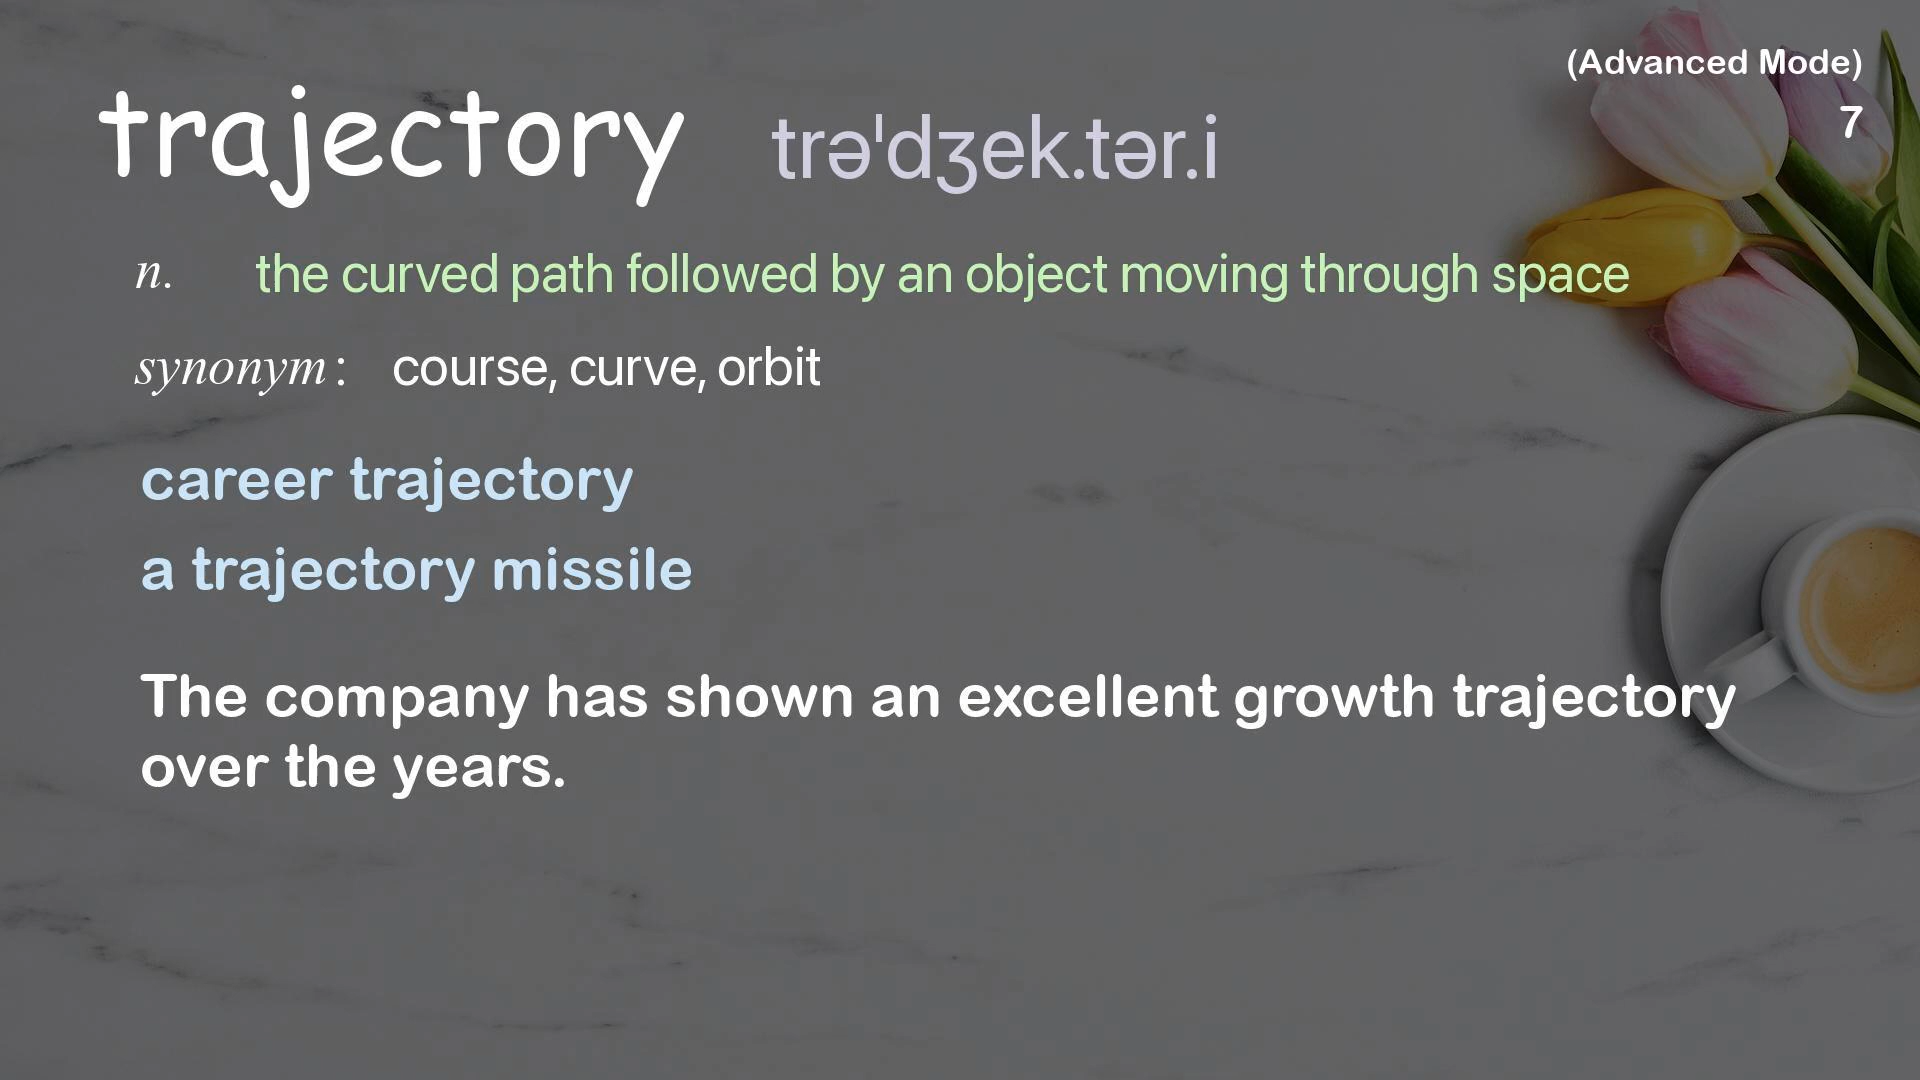 (Advanced Mode)
7
trajectory trəˈdʒek.tər.i
n. the curved path followed by an object moving through space
synonym: course, curve, orbit
career trajectory
a trajectory missile
The company has shown an excellent growth trajectory
over the years.